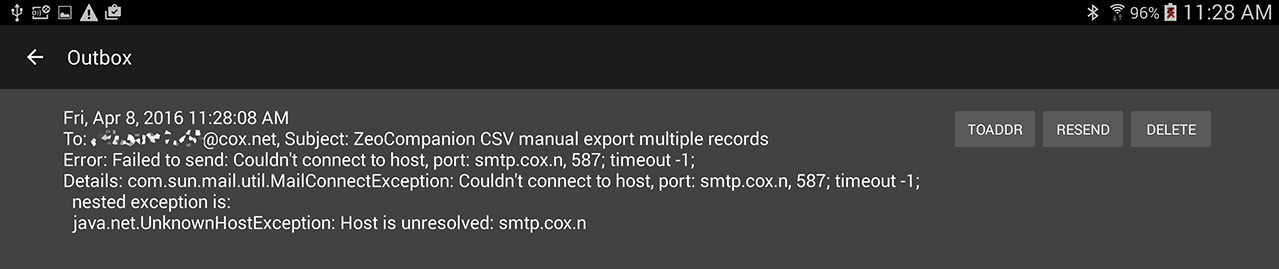 96% 11:28 AM
Outbox
Fri, Apr 8, 2016 11:28:08 AM
To: @cox.net, Subject: ZeoCompanion CSV manual export multiple records
Error: Failed to send: Couldn't connect to host, port: smtp.cox.n, 587; timeout -1;
Details: com.sun.mail.util.MailConnectException: Couldn't connect to host, port: smtp.cox.n, 587; timeout -1;
nested exception is:
java.net.UnknownHostException: Host is unresolved: smtp.cox.n
TOADDR RESEND DELETE